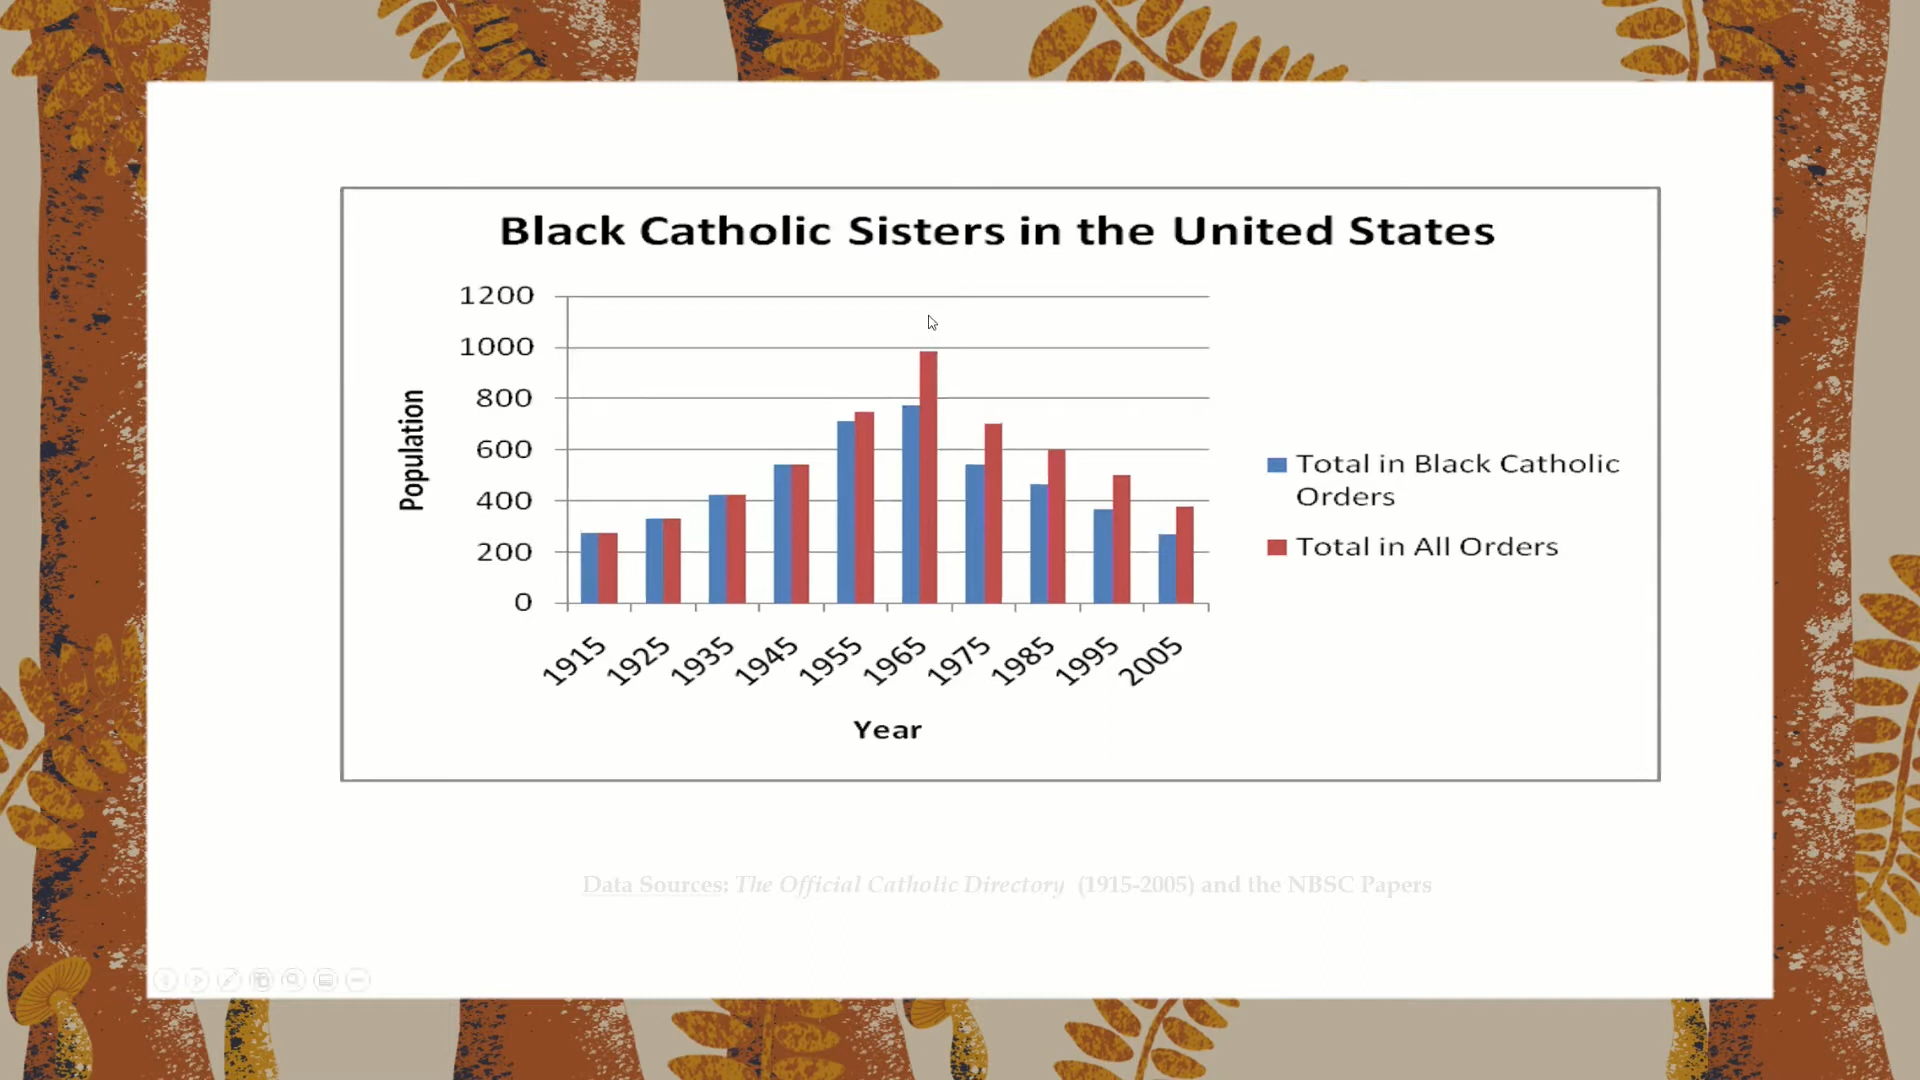 Black Catholic Sisters in the United States
1200
1000
800
600
400
200
0
Population
1915
1925
1935
1945
1955
1965
1975
1985
1995
2005
Year
Total in Black Catholic
Orders
Total in All Orders
Data Sources: The Official Catholic Directory (1915-2005) and the NBSC Papers